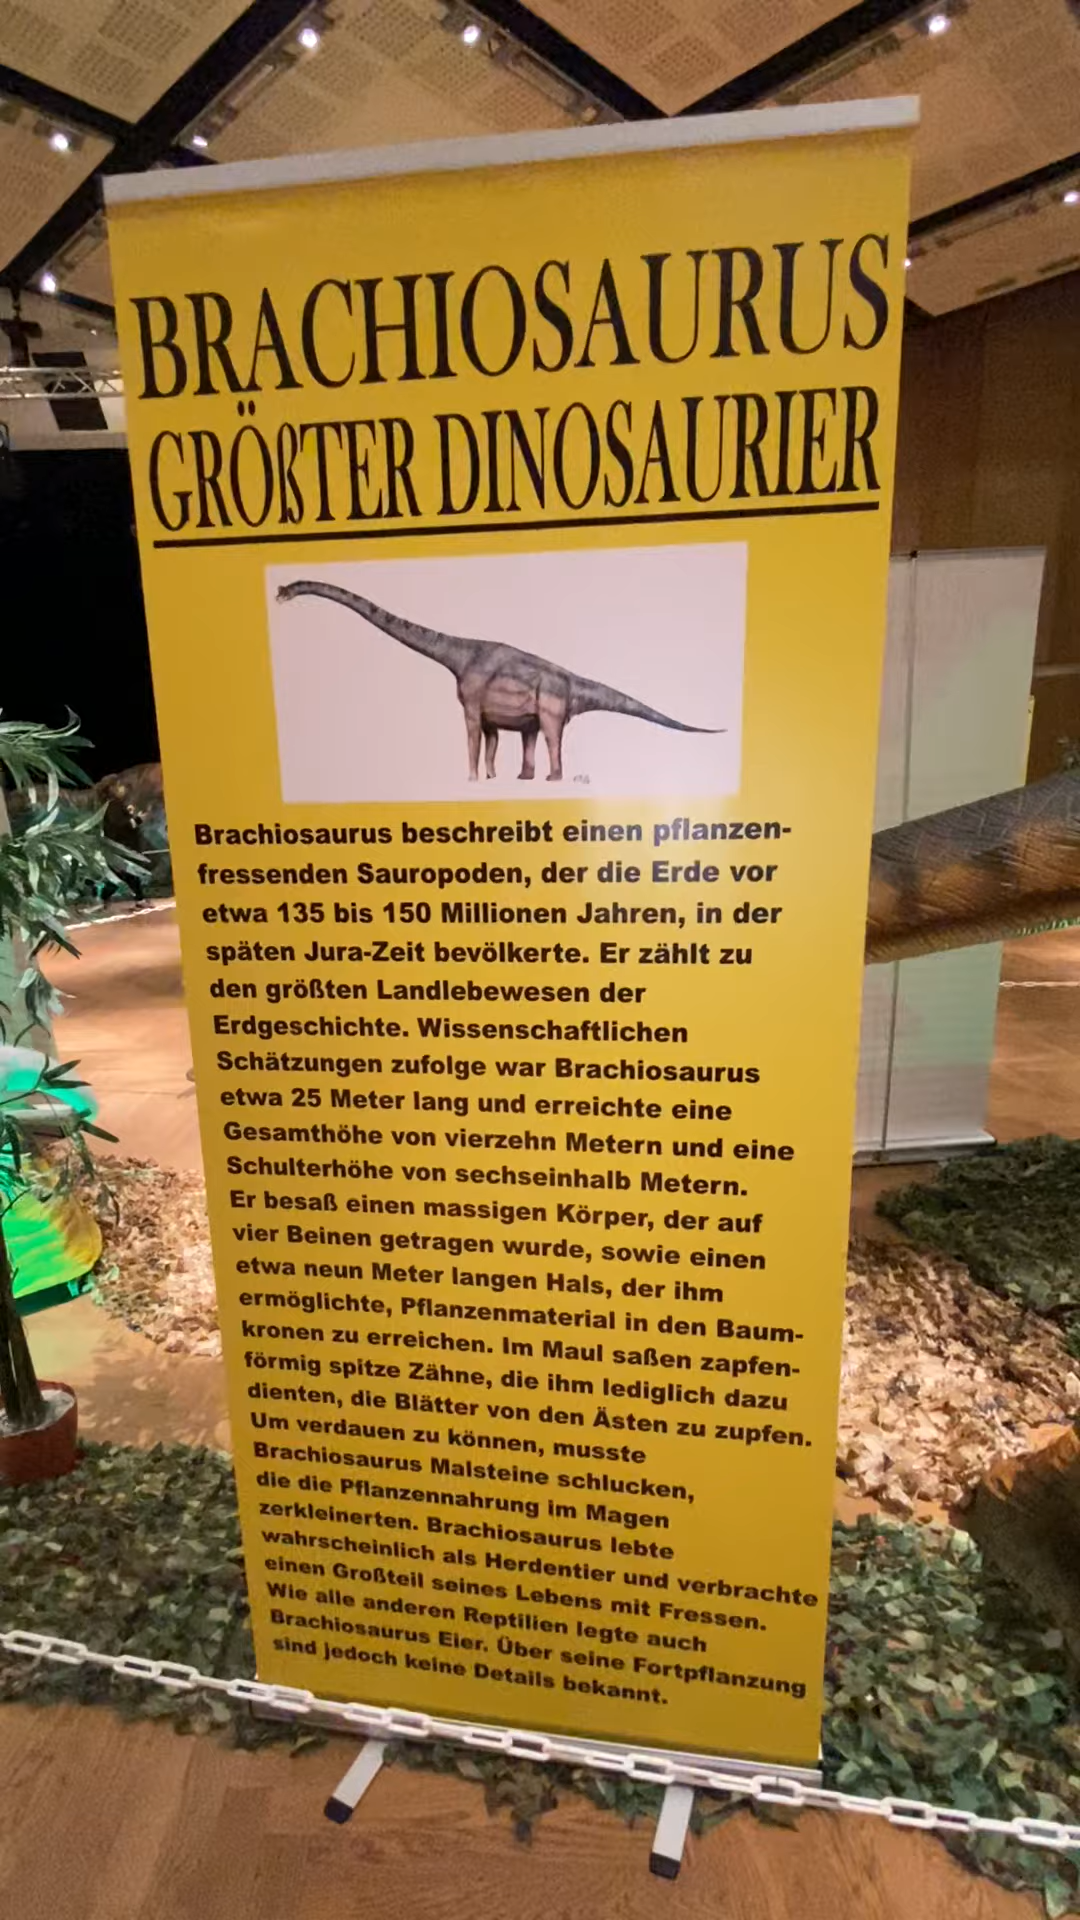 BRACHIOSAURUS
GRÖßTER DINOSAURIER
Brachiosaurus beschreibt einen pflanzen-
fressenden Sauropoden, der die Erde vor
etwa 135 bis 150 Millionen Jahren, in der
späten Jura-Zeit bevölkerte. Er zählt zu
den größten Landlebewesen der
Erdgeschichte. Wissenschaftlichen
Schätzungen zufolge war Brachiosaurus
etwa 25 Meter lang und erreichte eine
Gesamthöhe von vierzehn Metern und eine
Schulterhöhe von sechseinhalb Metern.
Er besaß einen massigen Körper, der auf
vier Beinen getragen wurde, sowie einen
etwa neun Meter langen Hals, der ihm
ermöglichte, Pflanzenmaterial in den Baum-
kronen zu erreichen. Im Maul saßen zapfen-
förmig spitze Zähne, die ihm lediglich dazu
dienten, die Blätter von den Ästen zu zupfen.
Um verdauen zu können, musste
Brachiosaurus Malsteine schlucken,
die die Pflanzennahrung im Magen
zerkleinerten. Brachiosaurus lebte
wahrscheinlich als Herdentier und verbrachte
einen Großteil seines Lebens mit Fressen.
Wie alle anderen Reptilien legte auch
Brachiosaurus Eier. Über seine Fortpflanzung
sind jedoch keine Details bekannt.